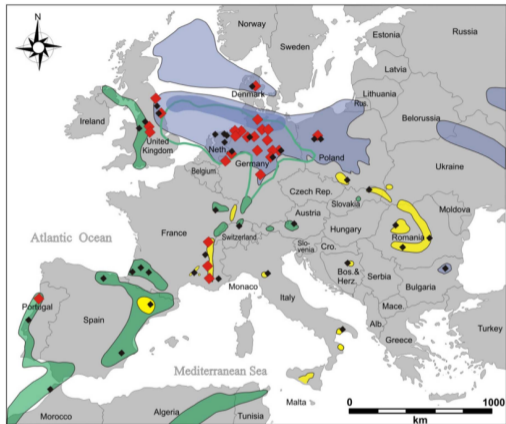 N
Norway
Sweden
Estonia
Russia
Latvia
Denmark
Lithuania
Rus.
Ireland
United
Kingdom
Belorussia
Neth.
Poland
Germany
Belgium
Ukraine
Czech Rep.
Slovakia
Moldova
Austria
Atlantic Ocean
France
Switzerland
Hungary
Romania
Slo-
venia
Cro.
Bos.&
Herz.
Serbia
Monaco
Italy
Bulgaria
Portugal
Spain
Mace.
Alb.
Greece
Turkey
Mediterranean Sea
Malta
Morocco
Algeria
Tunisia
0
1000
km